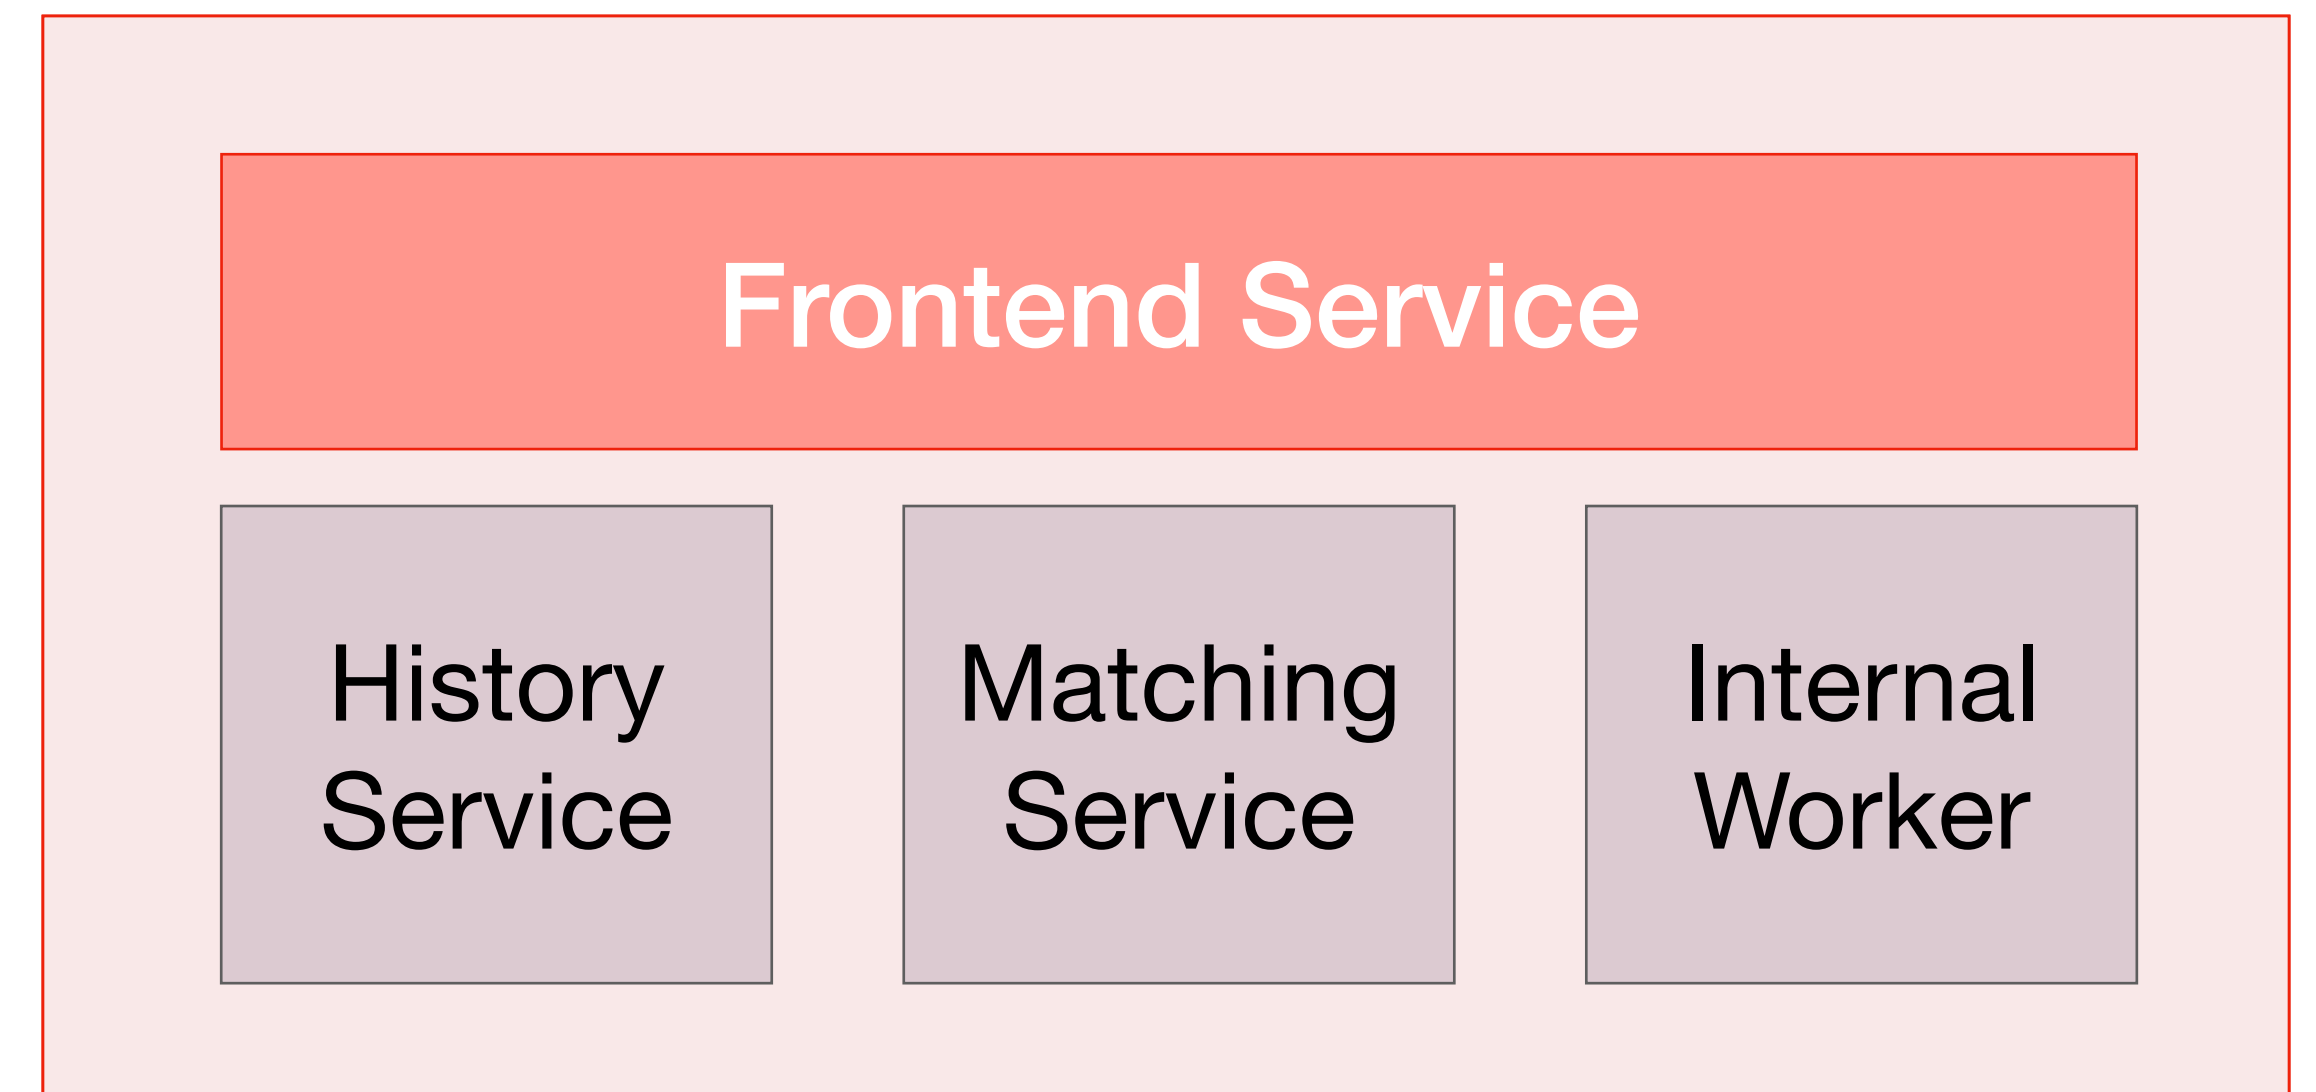 Frontend Service
History
Service
Matching
Service
Internal
Worker